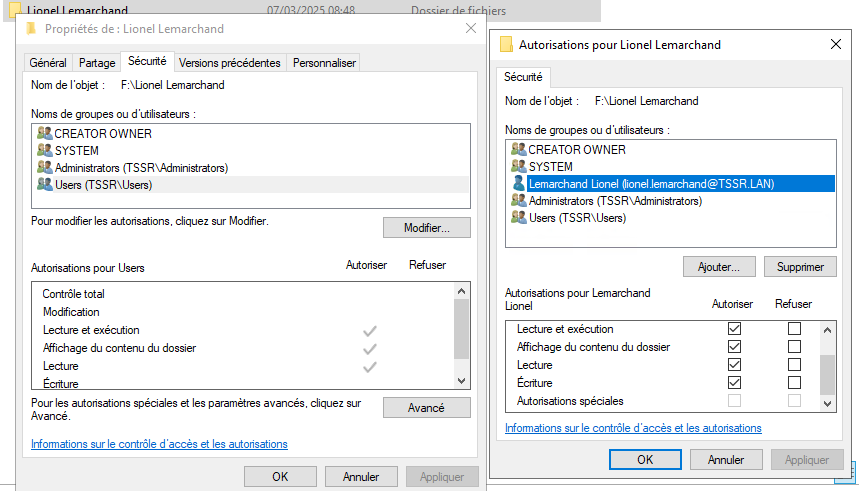 Lionel Lemarchand 07/03/2025 08:48 Dossier de fichiers
Propriétés de : Lionel Lemarchand
Général Partage Sécurité Versions précédentes Personnaliser
Nom de l'objet : F:\Lionel Lemarchand
Noms de groupes ou d'utilisateurs :
CREATOR OWNER
SYSTEM
Administrators (TSSR\Administrators)
Users (TSSR\Users)
Pour modifier les autorisations, cliquez sur Modifier.
Modifier...
Autorisations pour Users Autoriser Refuser
Contrôle total
Modification
Lecture et exécution
Affichage du contenu du dossier
Lecture
Écriture
Pour les autorisations spéciales et les paramètres avancés, cliquez sur
Avancé.
Avancé
Informations sur le contrôle d'accès et les autorisations
OK Annuler Appliquer
Autorisations pour Lionel Lemarchand
Sécurité
Nom de l'objet : F:\Lionel Lemarchand
Noms de groupes ou d'utilisateurs :
CREATOR OWNER
SYSTEM
Lemarchand Lionel (lionel.lemarchand@TSSR.LAN)
Administrators (TSSR\Administrators)
Users (TSSR\Users)
Ajouter... Supprimer
Autorisations pour Lemarchand
Lionel
Autoriser Refuser
Lecture et exécution
Affichage du contenu du dossier
Lecture
Écriture
Autorisations spéciales
Informations sur le contrôle d'accès et les autorisations
OK Annuler Appliquer